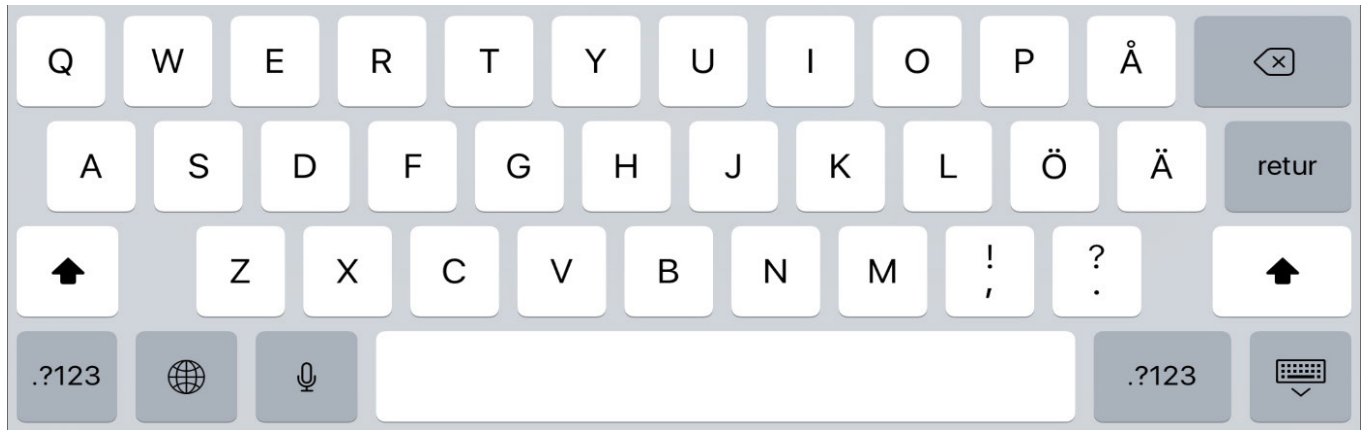 Q W E R T Y U I O P Å
A S D F G H J K L Ö Ä retur
Z X C V B N M ! , ? .
.?123 .?123